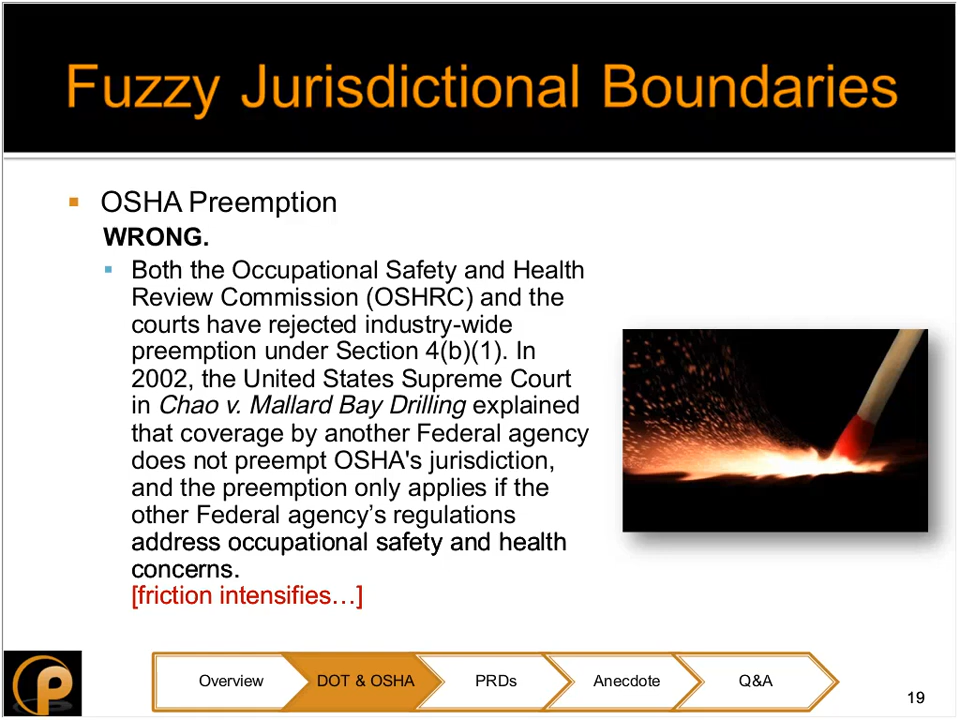 Fuzzy Jurisdictional Boundaries
OSHA Preemption
WRONG.
Both the Occupational Safety and Health
Review Commission (OSHRC) and the
courts have rejected industry-wide
preemption under Section 4(b)(1). In
2002, the United States Supreme Court
in Chao v. Mallard Bay Drilling explained
that coverage by another Federal agency
does not preempt OSHA's jurisdiction,
and the preemption only applies if the
other Federal agency’s regulations
address occupational safety and health
concerns.
[friction intensifies…]
P
Overview
DOT & OSHA
PRDs
Anecdote
Q&A
19